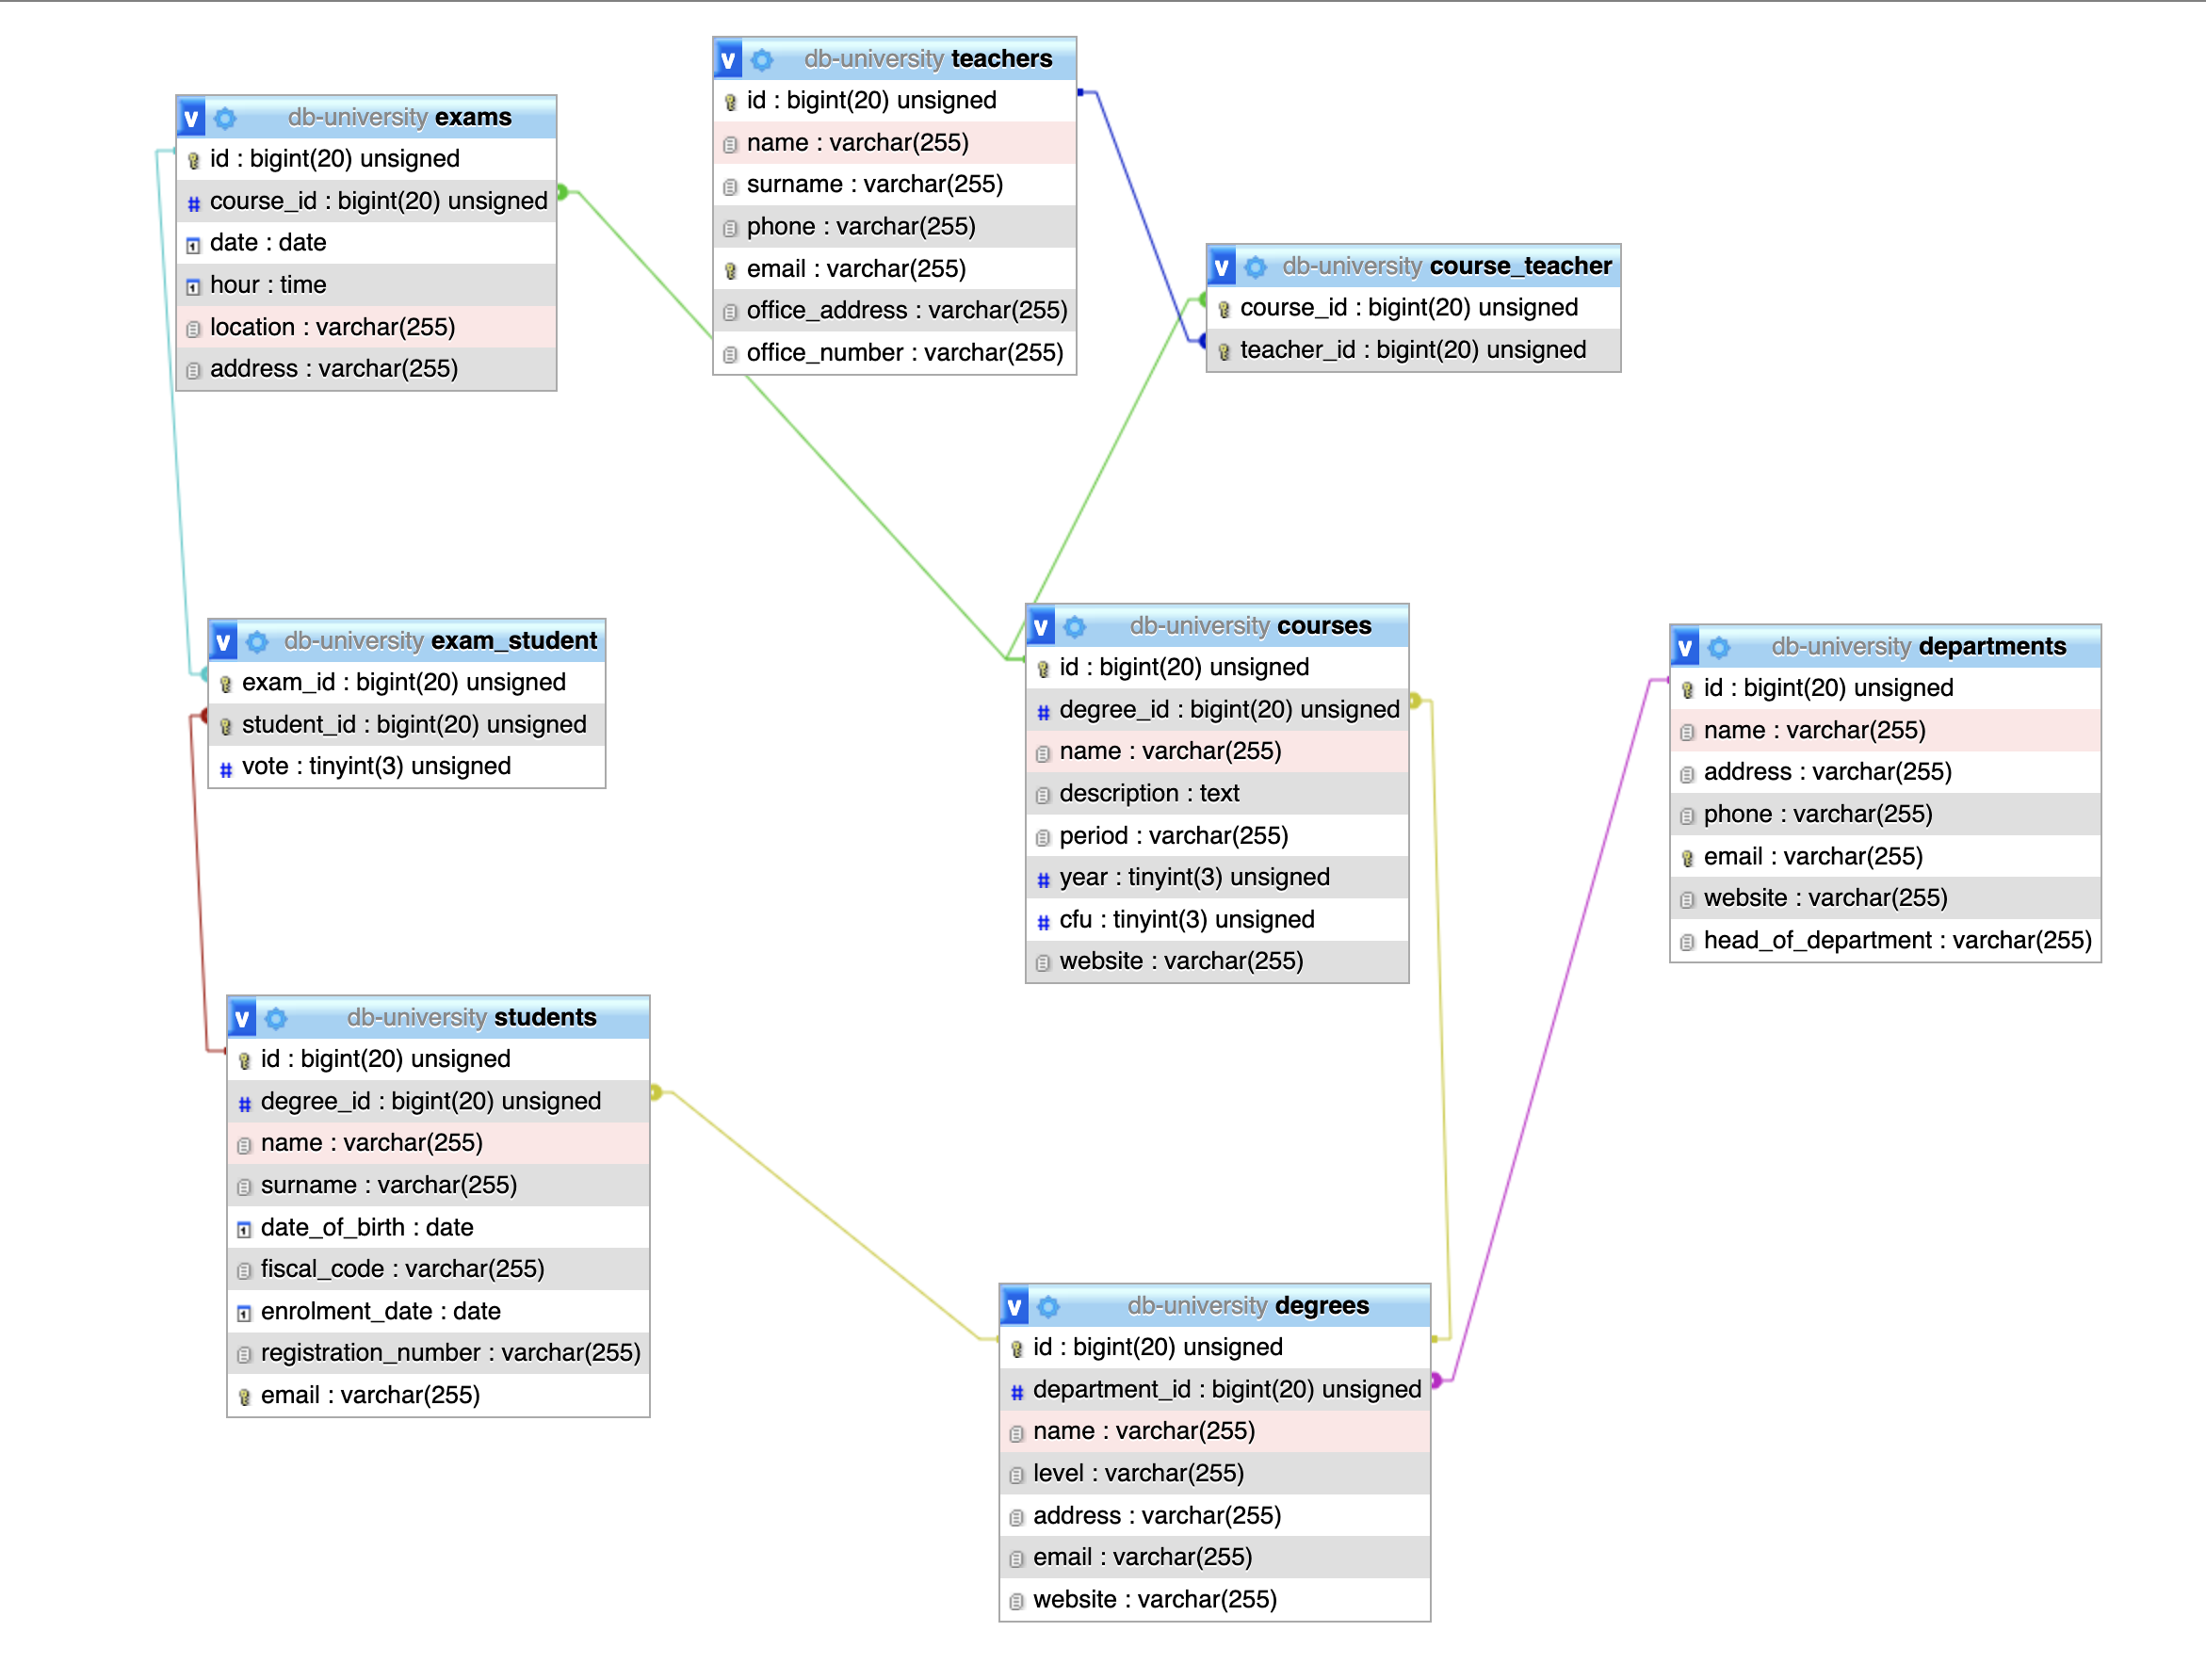 db-university teachers
id : bigint(20) unsigned
name : varchar(255)
surname : varchar(255)
phone : varchar(255)
email : varchar(255)
office_address : varchar(255)
office_number : varchar(255)
db-university exams
id : bigint(20) unsigned
course_id : bigint(20) unsigned
date : date
hour : time
location : varchar(255)
address : varchar(255)
db-university course_teacher
course_id : bigint(20) unsigned
teacher_id : bigint(20) unsigned
db-university exam_student
exam_id : bigint(20) unsigned
student_id : bigint(20) unsigned
vote : tinyint(3) unsigned
db-university courses
id : bigint(20) unsigned
degree_id : bigint(20) unsigned
name : varchar(255)
description : text
period : varchar(255)
year : tinyint(3) unsigned
cfu : tinyint(3) unsigned
website : varchar(255)
db-university departments
id : bigint(20) unsigned
name : varchar(255)
address : varchar(255)
phone : varchar(255)
email : varchar(255)
website : varchar(255)
head_of_department : varchar(255)
db-university students
id : bigint(20) unsigned
degree_id : bigint(20) unsigned
name : varchar(255)
surname : varchar(255)
date_of_birth : date
fiscal_code : varchar(255)
enrolment_date : date
registration_number : varchar(255)
email : varchar(255)
db-university degrees
id : bigint(20) unsigned
department_id : bigint(20) unsigned
name : varchar(255)
level : varchar(255)
address : varchar(255)
email : varchar(255)
website : varchar(255)